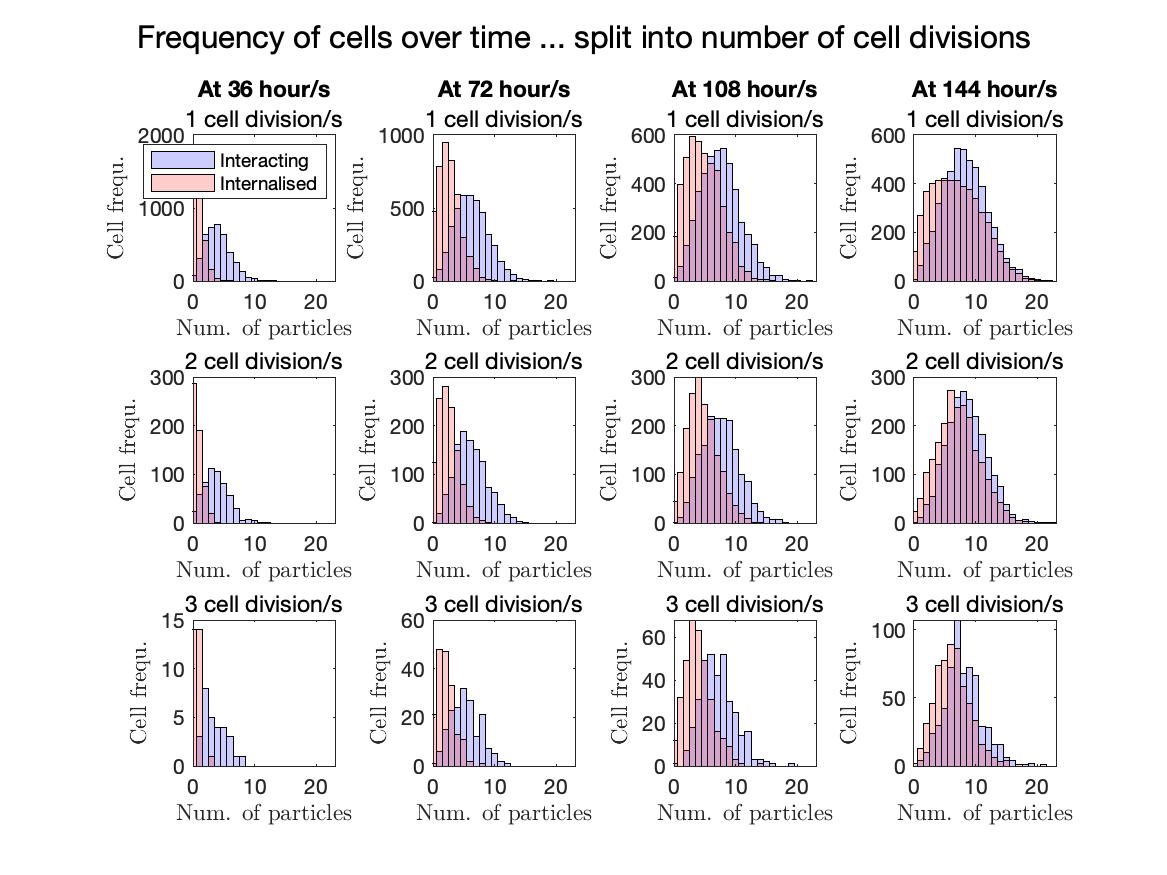 Frequency of cells over time ... split into number of cell divisions
At 36 hour/s At 72 hour/s At 108 hour/s At 144 hour/s
1 cell division/s 1 cell division/s 1 cell division/s 1 cell division/s
Cell frequ. 2000 1000 0 Interacting Internalised
Cell frequ. 1000 500 0
Cell frequ. 600 400 200 0
Cell frequ. 600 400 200 0
0 10 20 0 10 20 0 10 20 0 10 20
Num. of particles Num. of particles Num. of particles Num. of particles
2 cell division/s 2 cell division/s 2 cell division/s 2 cell division/s
Cell frequ. 300 200 100 0
Cell frequ. 300 200 100 0
Cell frequ. 300 200 100 0
Cell frequ. 300 200 100 0
0 10 20 0 10 20 0 10 20 0 10 20
Num. of particles Num. of particles Num. of particles Num. of particles
3 cell division/s 3 cell division/s 3 cell division/s 3 cell division/s
Cell frequ. 15 10 5 0
Cell frequ. 60 40 20 0
Cell frequ. 60 40 20 0
Cell frequ. 100 50 0
0 10 20 0 10 20 0 10 20 0 10 20
Num. of particles Num. of particles Num. of particles Num. of particles